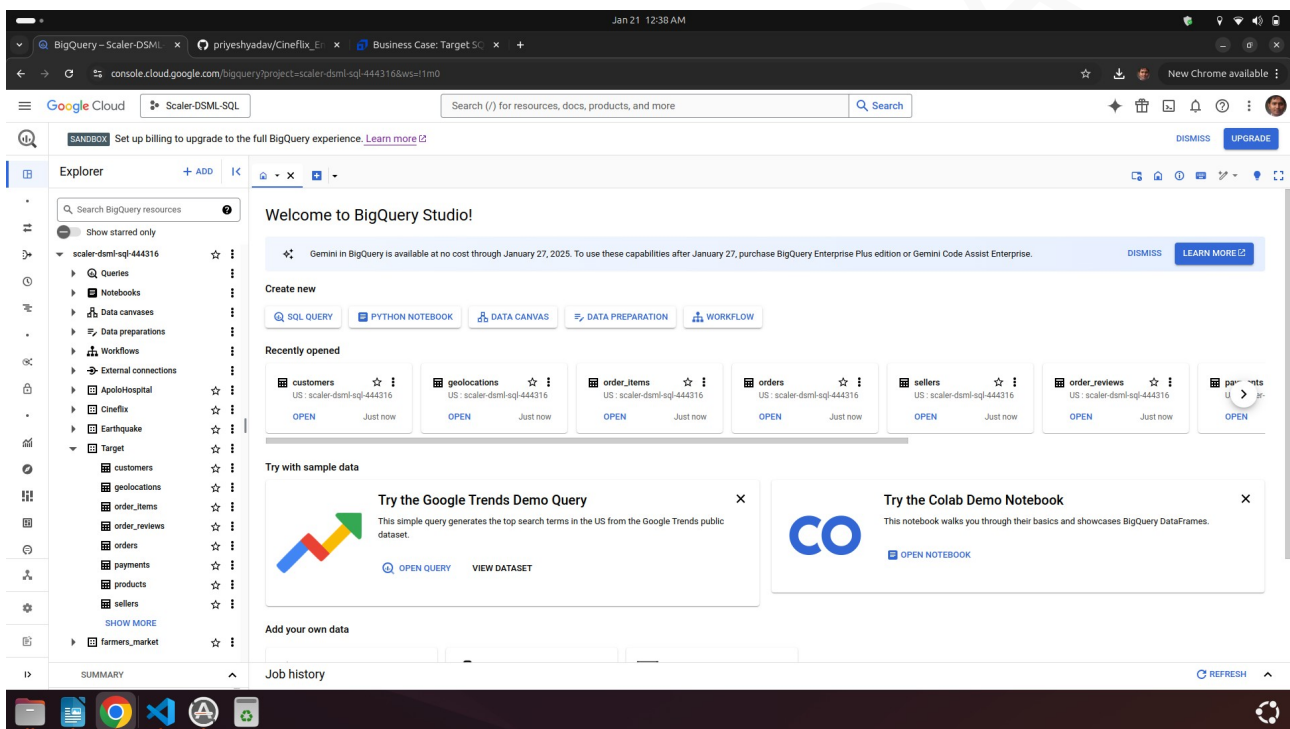 Jan 21 12:38 AM
BigQuery – Scaler-DSML- priyeshyadav/Cineflix_En Business Case: Target SQ
console.cloud.google.com/bigquery?project=scaler-dsml-sql-444316&ws=!1m0 New Chrome available
Google Cloud Scaler-DSML-SQL Search (/) for resources, docs, products, and more Search
SANDBOX Set up billing to upgrade to the full BigQuery experience. Learn more DISMISS UPGRADE
Explorer + ADD
Search BigQuery resources
Show starred only
scaler-dsml-sql-444316
Queries
Notebooks
Data canvases
Data preparations
Workflows
External connections
ApoloHospital
Cineflix
Earthquake
Target
customers
geolocations
order_items
order_reviews
orders
payments
products
sellers
SHOW MORE
farmers_market
SUMMARY
Welcome to BigQuery Studio!
Gemini in BigQuery is available at no cost through January 27, 2025. To use these capabilities after January 27, purchase BigQuery Enterprise Plus edition or Gemini Code Assist Enterprise. DISMISS LEARN MORE
Create new
SQL QUERY PYTHON NOTEBOOK DATA CANVAS DATA PREPARATION WORKFLOW
Recently opened
customers geolocations order_items orders sellers order_reviews
US : scaler-dsml-sql-444316 US : scaler-dsml-sql-444316 US : scaler-dsml-sql-444316 US : scaler-dsml-sql-444316 US : scaler-dsml-sql-444316 US : scaler-dsml-sql-444316
OPEN Just now OPEN Just now OPEN Just now OPEN Just now OPEN Just now OPEN Just now OPEN
Try with sample data
Try the Google Trends Demo Query
This simple query generates the top search terms in the US from the Google Trends public
dataset.
OPEN QUERY VIEW DATASET
Try the Colab Demo Notebook
This notebook walks you through their basics and showcases BigQuery DataFrames.
OPEN NOTEBOOK
Add your own data
Job history REFRESH